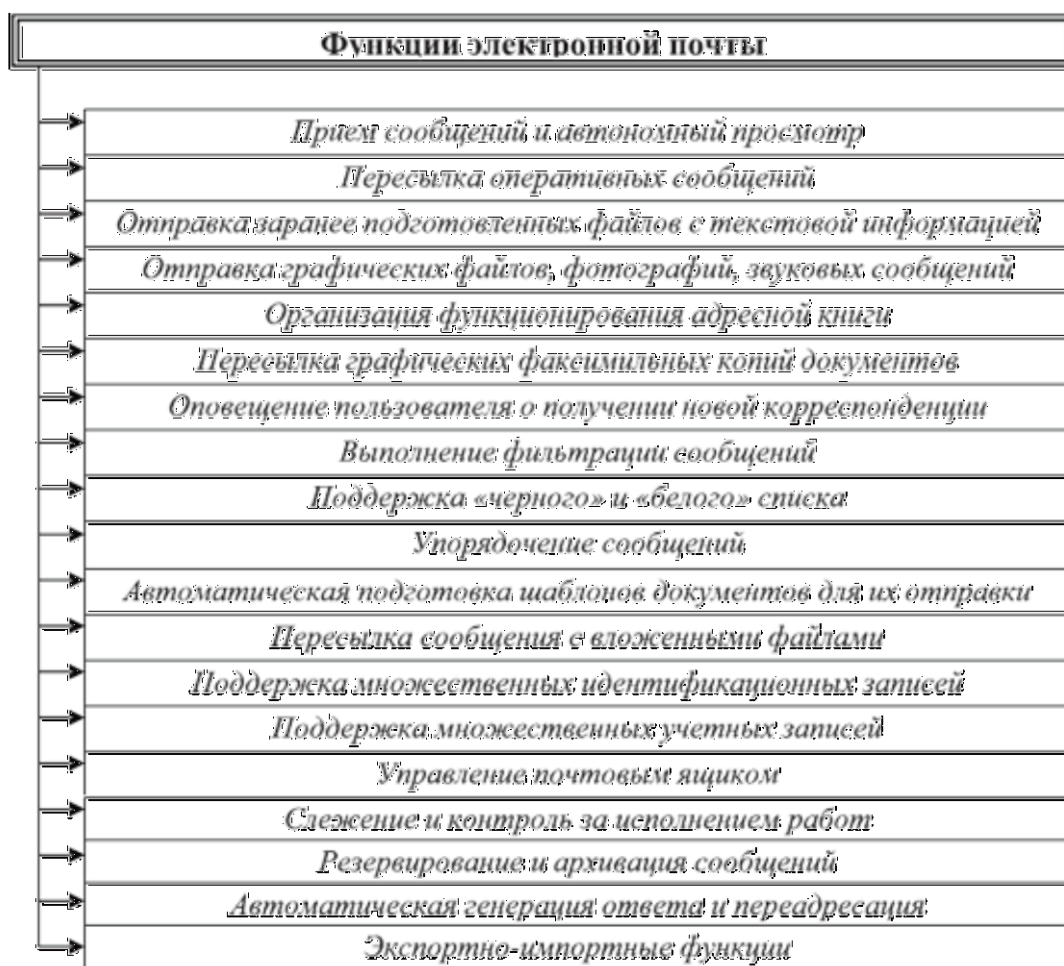 Функции электронной почты
Прием сообщений и автономный просмотр
Пересылка оперативных сообщений
Отправка заранее подготовленных файлов с текстовой информацией
Отправка графических файлов, фотографий, звуковых сообщений
Организация функционирования адресной книги
Пересылка графических факсимильных копий документов
Оповещение пользователя о получении новой корреспонденции
Выполнение фильтрации сообщений
Поддержка «черного» и «белого» списка
Упорядочение сообщений
Автоматическая подготовка шаблонов документов для их отправки
Пересылка сообщения с вложенными файлами
Поддержка множественных идентификационных записей
Поддержка множественных учетных записей
Управление почтовым ящиком
Слежение и контроль за исполнением работ
Резервирование и архивация сообщений
Автоматическая генерация ответа и переадресация
Экспортно-импортные функции